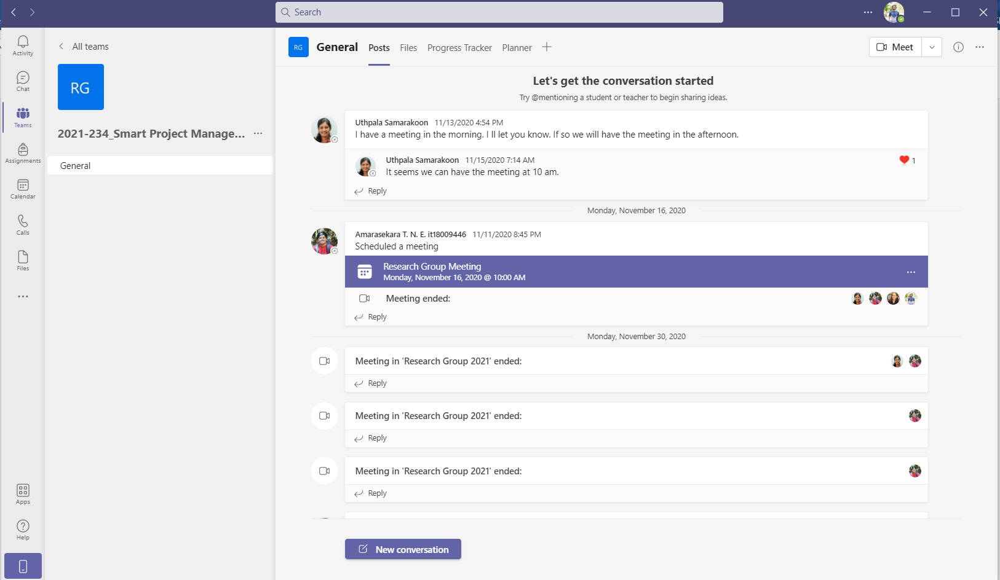 Search
Activity
Chat
Teams
Assignments
Calendar
Calls
Files
Apps
Help
All teams
RG
2021-234_Smart Project Manage...
General
RG
General
Posts
Files
Progress Tracker
Planner
Meet
Let's get the conversation started
Try @mentioning a student or teacher to begin sharing ideas.
Uthpala Samarakoon 11/13/2020 4:54 PM
I have a meeting in the morning. I ll let you know. If so we will have the meeting in the afternoon.
Uthpala Samarakoon 11/15/2020 7:14 AM
1
It seems we can have the meeting at 10 am.
Reply
Monday, November 16, 2020
Amarasekara T. N. E. it18009446 11/11/2020 8:45 PM
Scheduled a meeting
Research Group Meeting
Monday, November 16, 2020 @ 10:00 AM
Meeting ended:
Reply
Monday, November 30, 2020
Meeting in 'Research Group 2021' ended:
Reply
Meeting in 'Research Group 2021' ended:
Reply
Meeting in 'Research Group 2021' ended:
Reply
New conversation